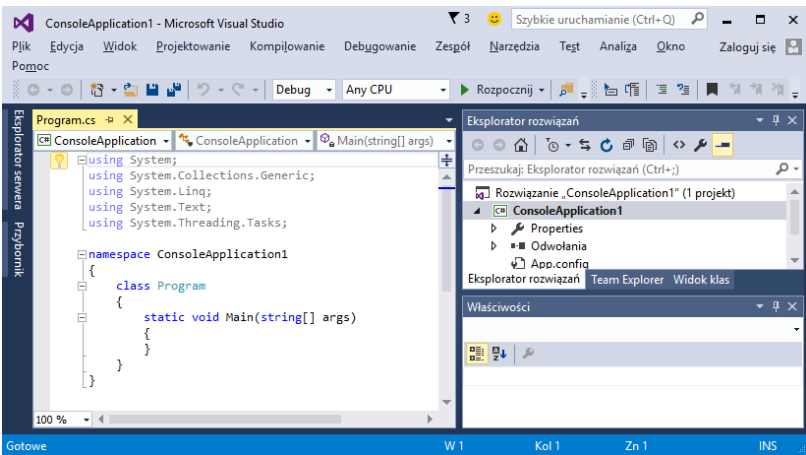 ConsoleApplication1 - Microsoft Visual Studio
3
Szybkie uruchamianie (Ctrl+Q)
Plik Edycja Widok Projektowanie Kompilowanie Debugowanie Zespół Narzędzia Test Analiza Okno Zaloguj się
Pomoc
Debug Any CPU Rozpocznij
Eksplorator serwera
Przybornik
Program.cs
ConsoleApplication ConsoleApplication Main(string[] args)
using System;
using System.Collections.Generic;
using System.Linq;
using System.Text;
using System.Threading.Tasks;
namespace ConsoleApplication1
{
class Program
{
static void Main(string[] args)
{
}
}
}
100 %
Eksplorator rozwiązań
Przeszukaj: Eksplorator rozwiązań (Ctrl+;)
Rozwiązanie „ConsoleApplication1” (1 projekt)
C# ConsoleApplication1
Properties
Odwołania
App.config
Eksplorator rozwiązań Team Explorer Widok klas
Właściwości
Gotowe W 1 Kol 1 Zn 1 INS